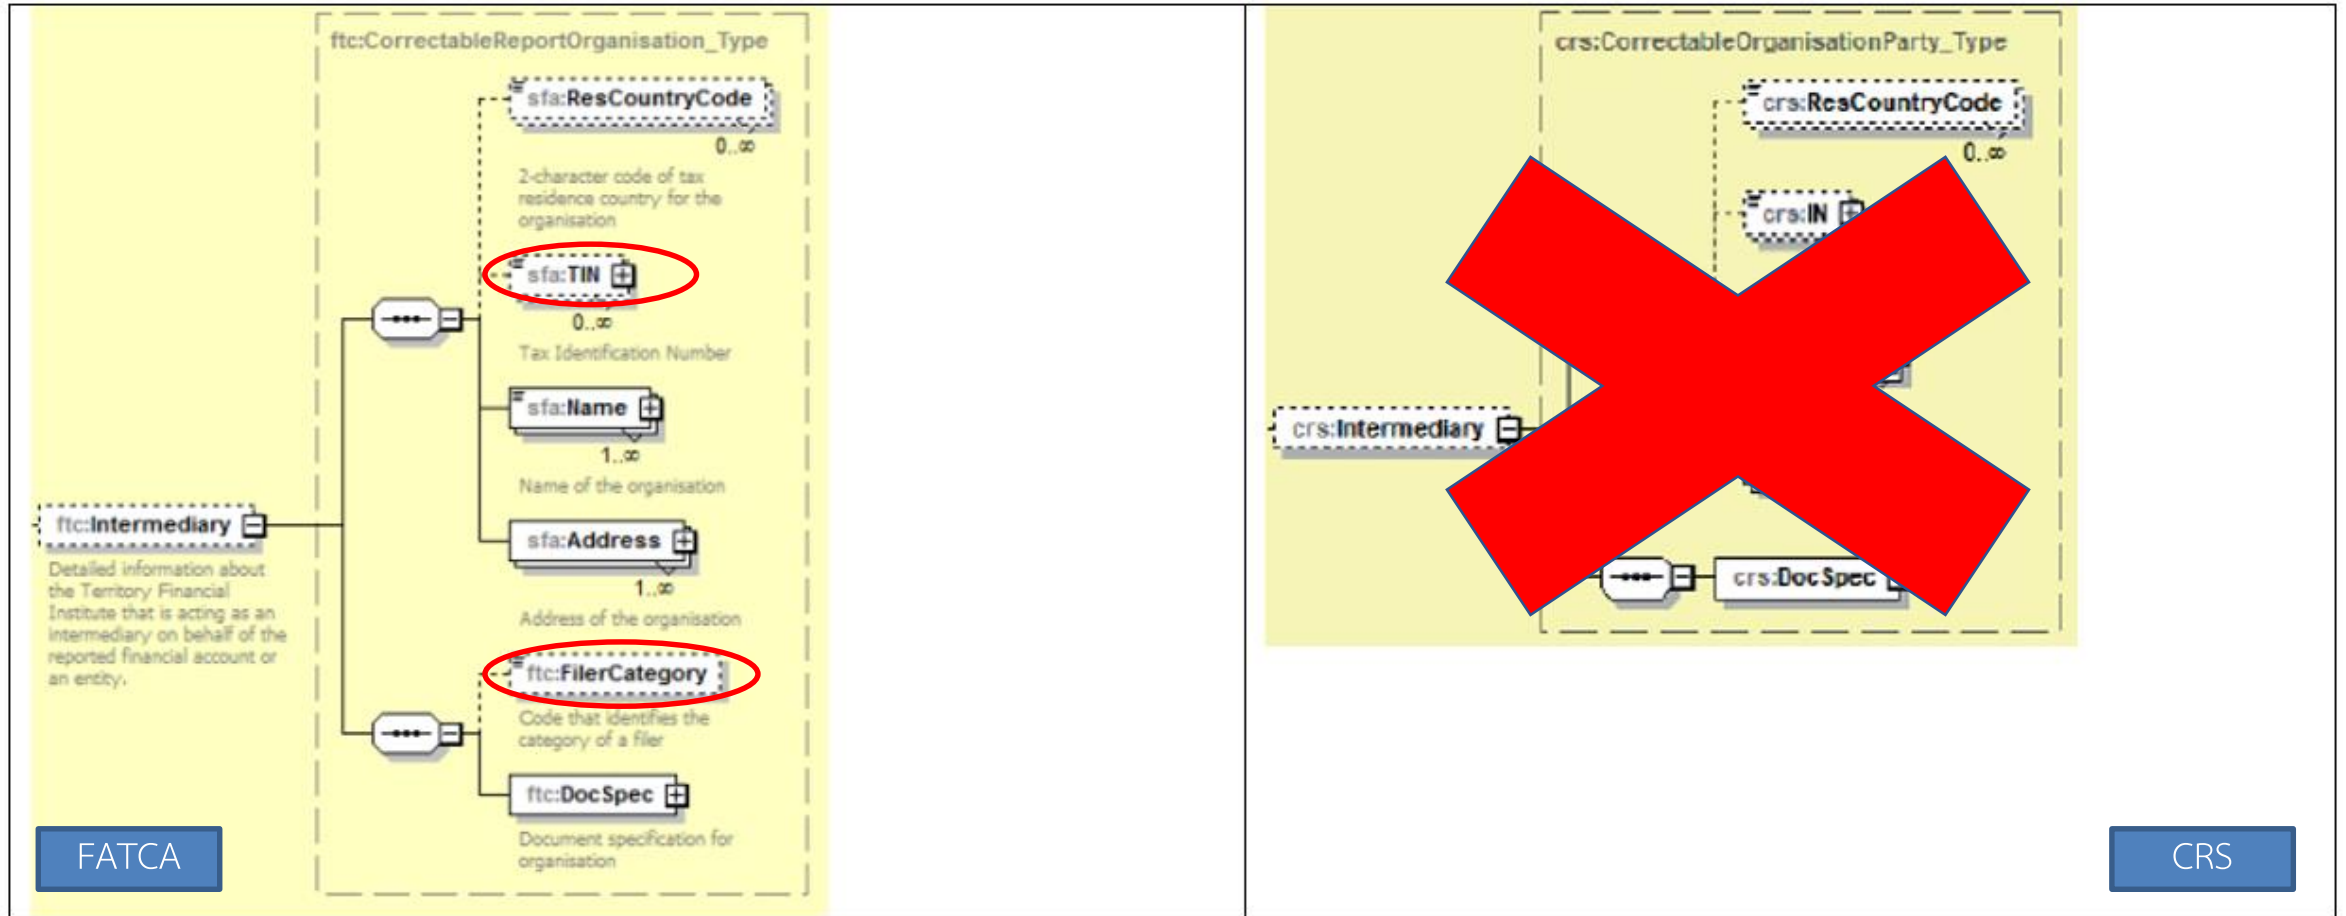 ftc:CorrectableReportOrganisation_Type
sfa:ResCountryCode
0..∞
2-character code of tax
residence country for the
organisation
sfa:TIN
0..∞
Tax Identification Number
sfa:Name
1..∞
Name of the organisation
ftc:Intermediary
Detailed information about
the Territory Financial
Institute that is acting as an
intermediary on behalf of the
reported financial account or
an entity.
sfa:Address
1..∞
Address of the organisation
ftc:FilerCategory
Code that identifies the
category of a filer
ftc:DocSpec
Document specification for
organisation
FATCA
crs:CorrectableOrganisationParty_Type
crs:ResCountryCode
0..∞
crs:IN
crs:Intermediary
crs:DocSpec
CRS